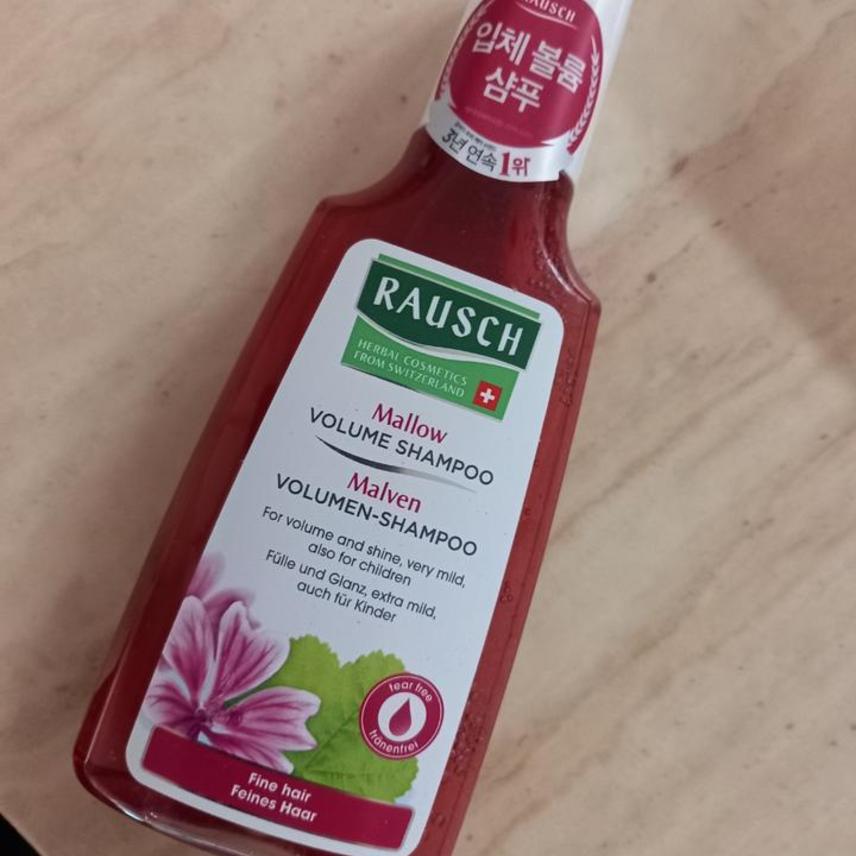 RAUSCH
입체 볼륨
샴푸
3년 연속 1위
RAUSCH
HERBAL COSMETICS
FROM SWITZERLAND
Mallow
VOLUME SHAMPOO
Malven
VOLUMEN-SHAMPOO
For volume and shine, very mild,
also for children
Fülle und Glanz, extra mild,
auch für Kinder
tear free
tränenfrei
Fine hair
Feines Haar